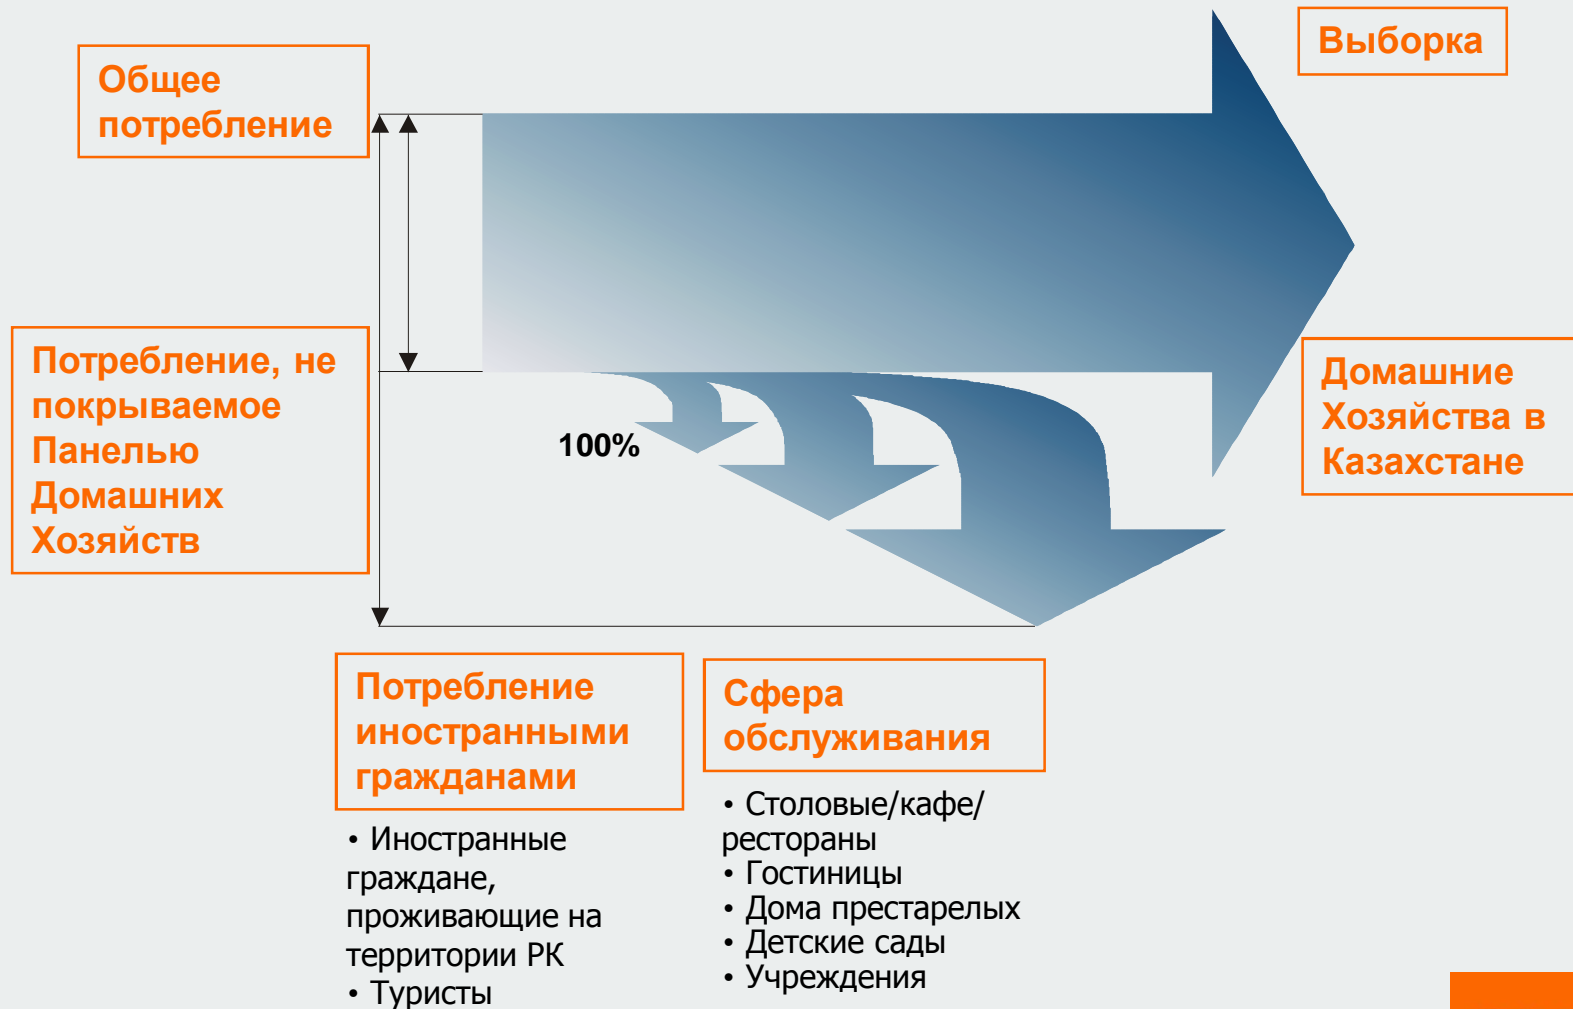 Общее
потребление
Выборка
Потребление, не
покрываемое
Панелью
Домашних
Хозяйств
100%
Домашние
Хозяйства в
Казахстане
Потребление
иностранными
гражданами
• Иностранные
граждане,
проживающие на
территории РК
• Туристы
Сфера
обслуживания
• Столовые/кафе/
рестораны
• Гостиницы
• Дома престарелых
• Детские сады
• Учреждения